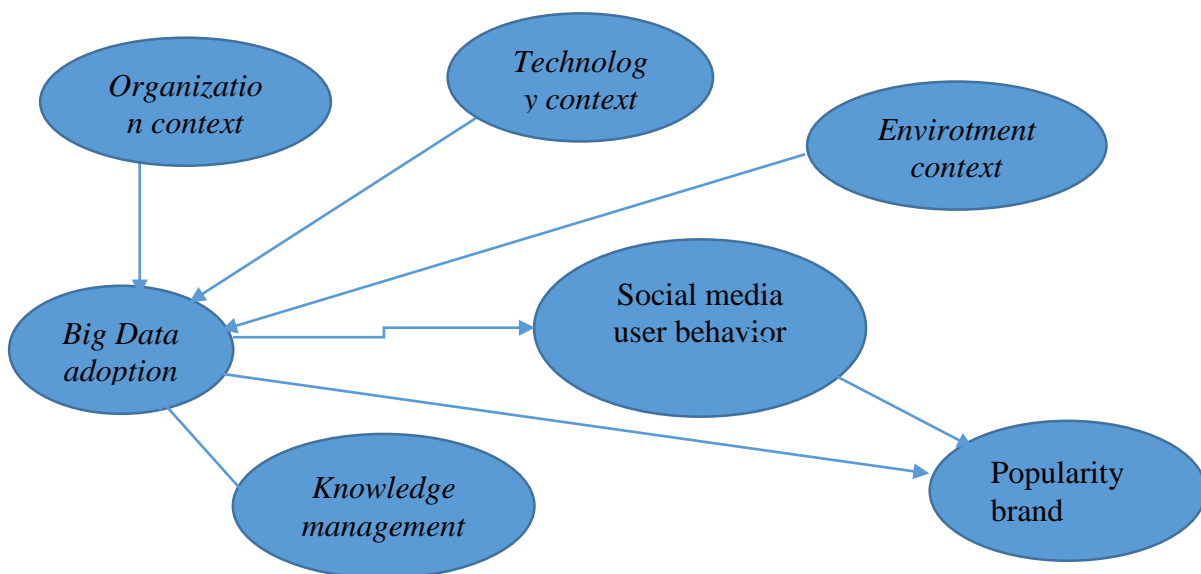 Organizatio
n context
Technolog
y context
Envirotment
context
Social media
user behavior
Big Data
adoption
Knowledge
management
Popularity
brand